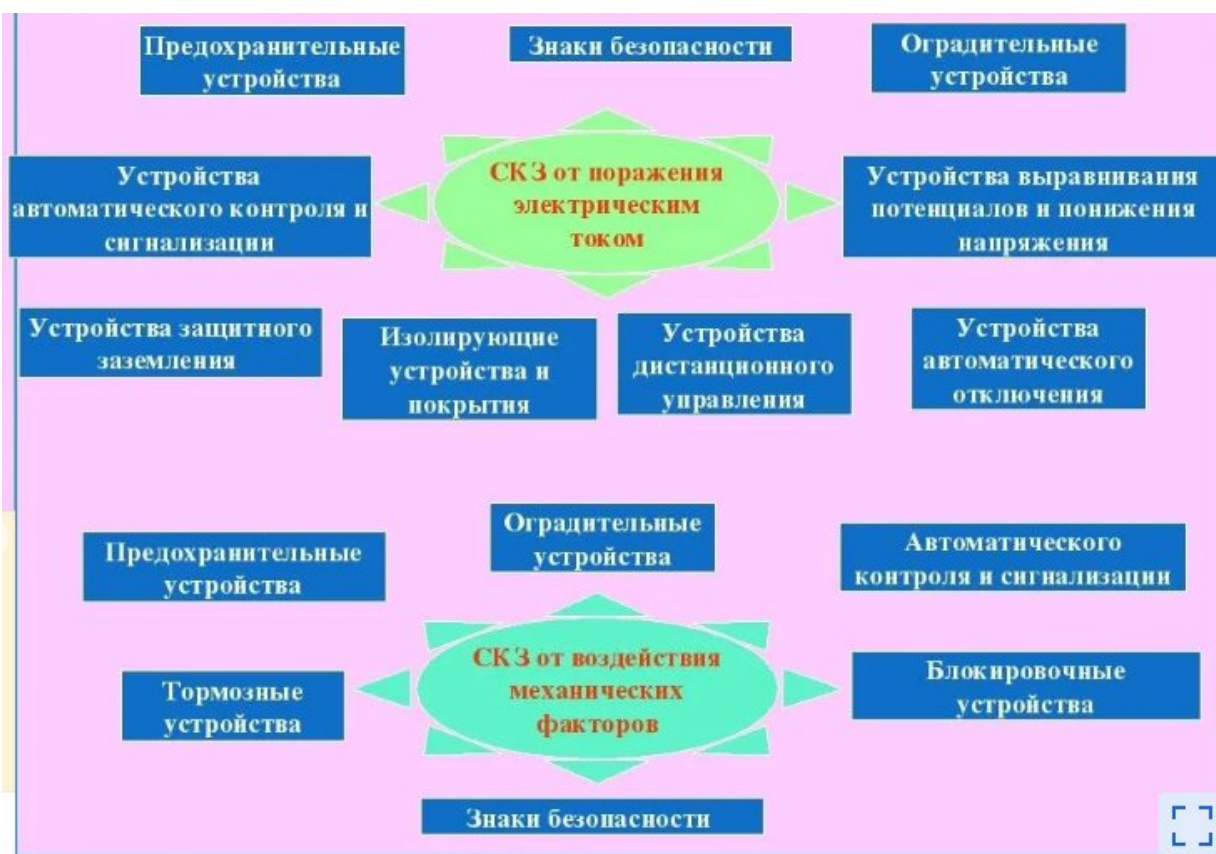 Предохранительные
устройства
Знаки безопасности
Оградительные
устройства
СКЗ от поражения
электрическим
током
Устройства
автоматического контроля и
сигнализации
Устройства выравнивания
потенциалов и понижения
напряжения
Устройства защитного
заземления
Изолирующие
устройства и
покрытия
Устройства
дистанционного
управления
Устройства
автоматического
отключения
Оградительные
устройства
Предохранительные
устройства
Автоматического
контроля и сигнализации
СКЗ от воздействия
механических
факторов
Тормозные
устройства
Блокировочные
устройства
Знаки безопасности